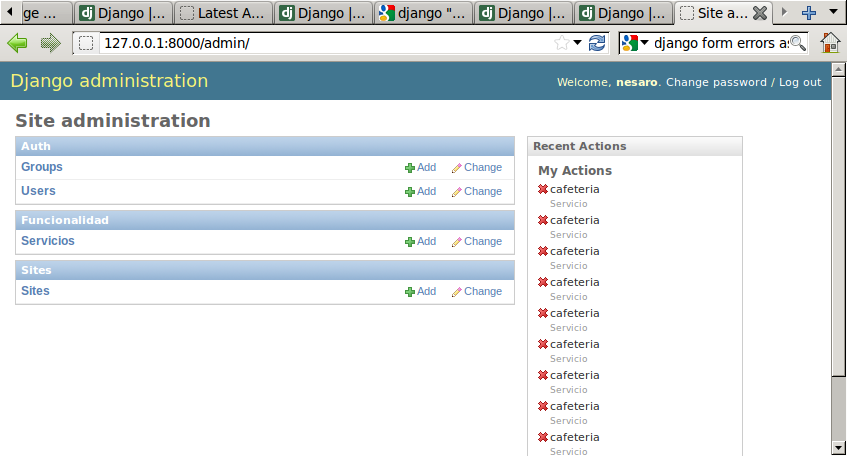 ge ...
Django |...
Latest A...
Django |...
django "...
Django |...
Django |...
Site a...
127.0.0.1:8000/admin/
django form errors as
Django administration
Welcome, nesaro. Change password / Log out
Site administration
Auth
Groups Add Change
Users Add Change
Funcionalidad
Servicios Add Change
Sites
Sites Add Change
Recent Actions
My Actions
cafeteria
Servicio
cafeteria
Servicio
cafeteria
Servicio
cafeteria
Servicio
cafeteria
Servicio
cafeteria
Servicio
cafeteria
Servicio
cafeteria
Servicio
cafeteria
Servicio